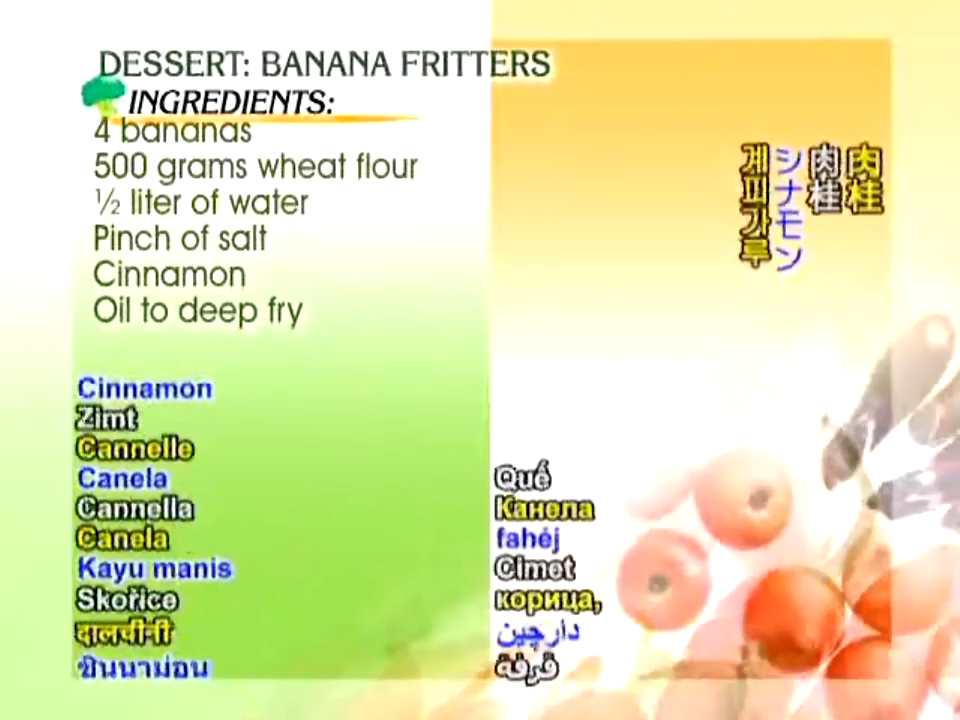 DESSERT: BANANA FRITTERS
INGREDIENTS:
4 bananas
500 grams wheat flour
½ liter of water
Pinch of salt
Cinnamon
Oil to deep fry
계피가루
シナモン
肉桂
肉桂
Cinnamon
Zimt
Cannelle
Canela
Cannella
Canela
Kayu manis
Skořice
दालचीनी
ชินนาม่อน
Quế
Канела
fahéj
Cimet
корица,
دارچین
قرفة